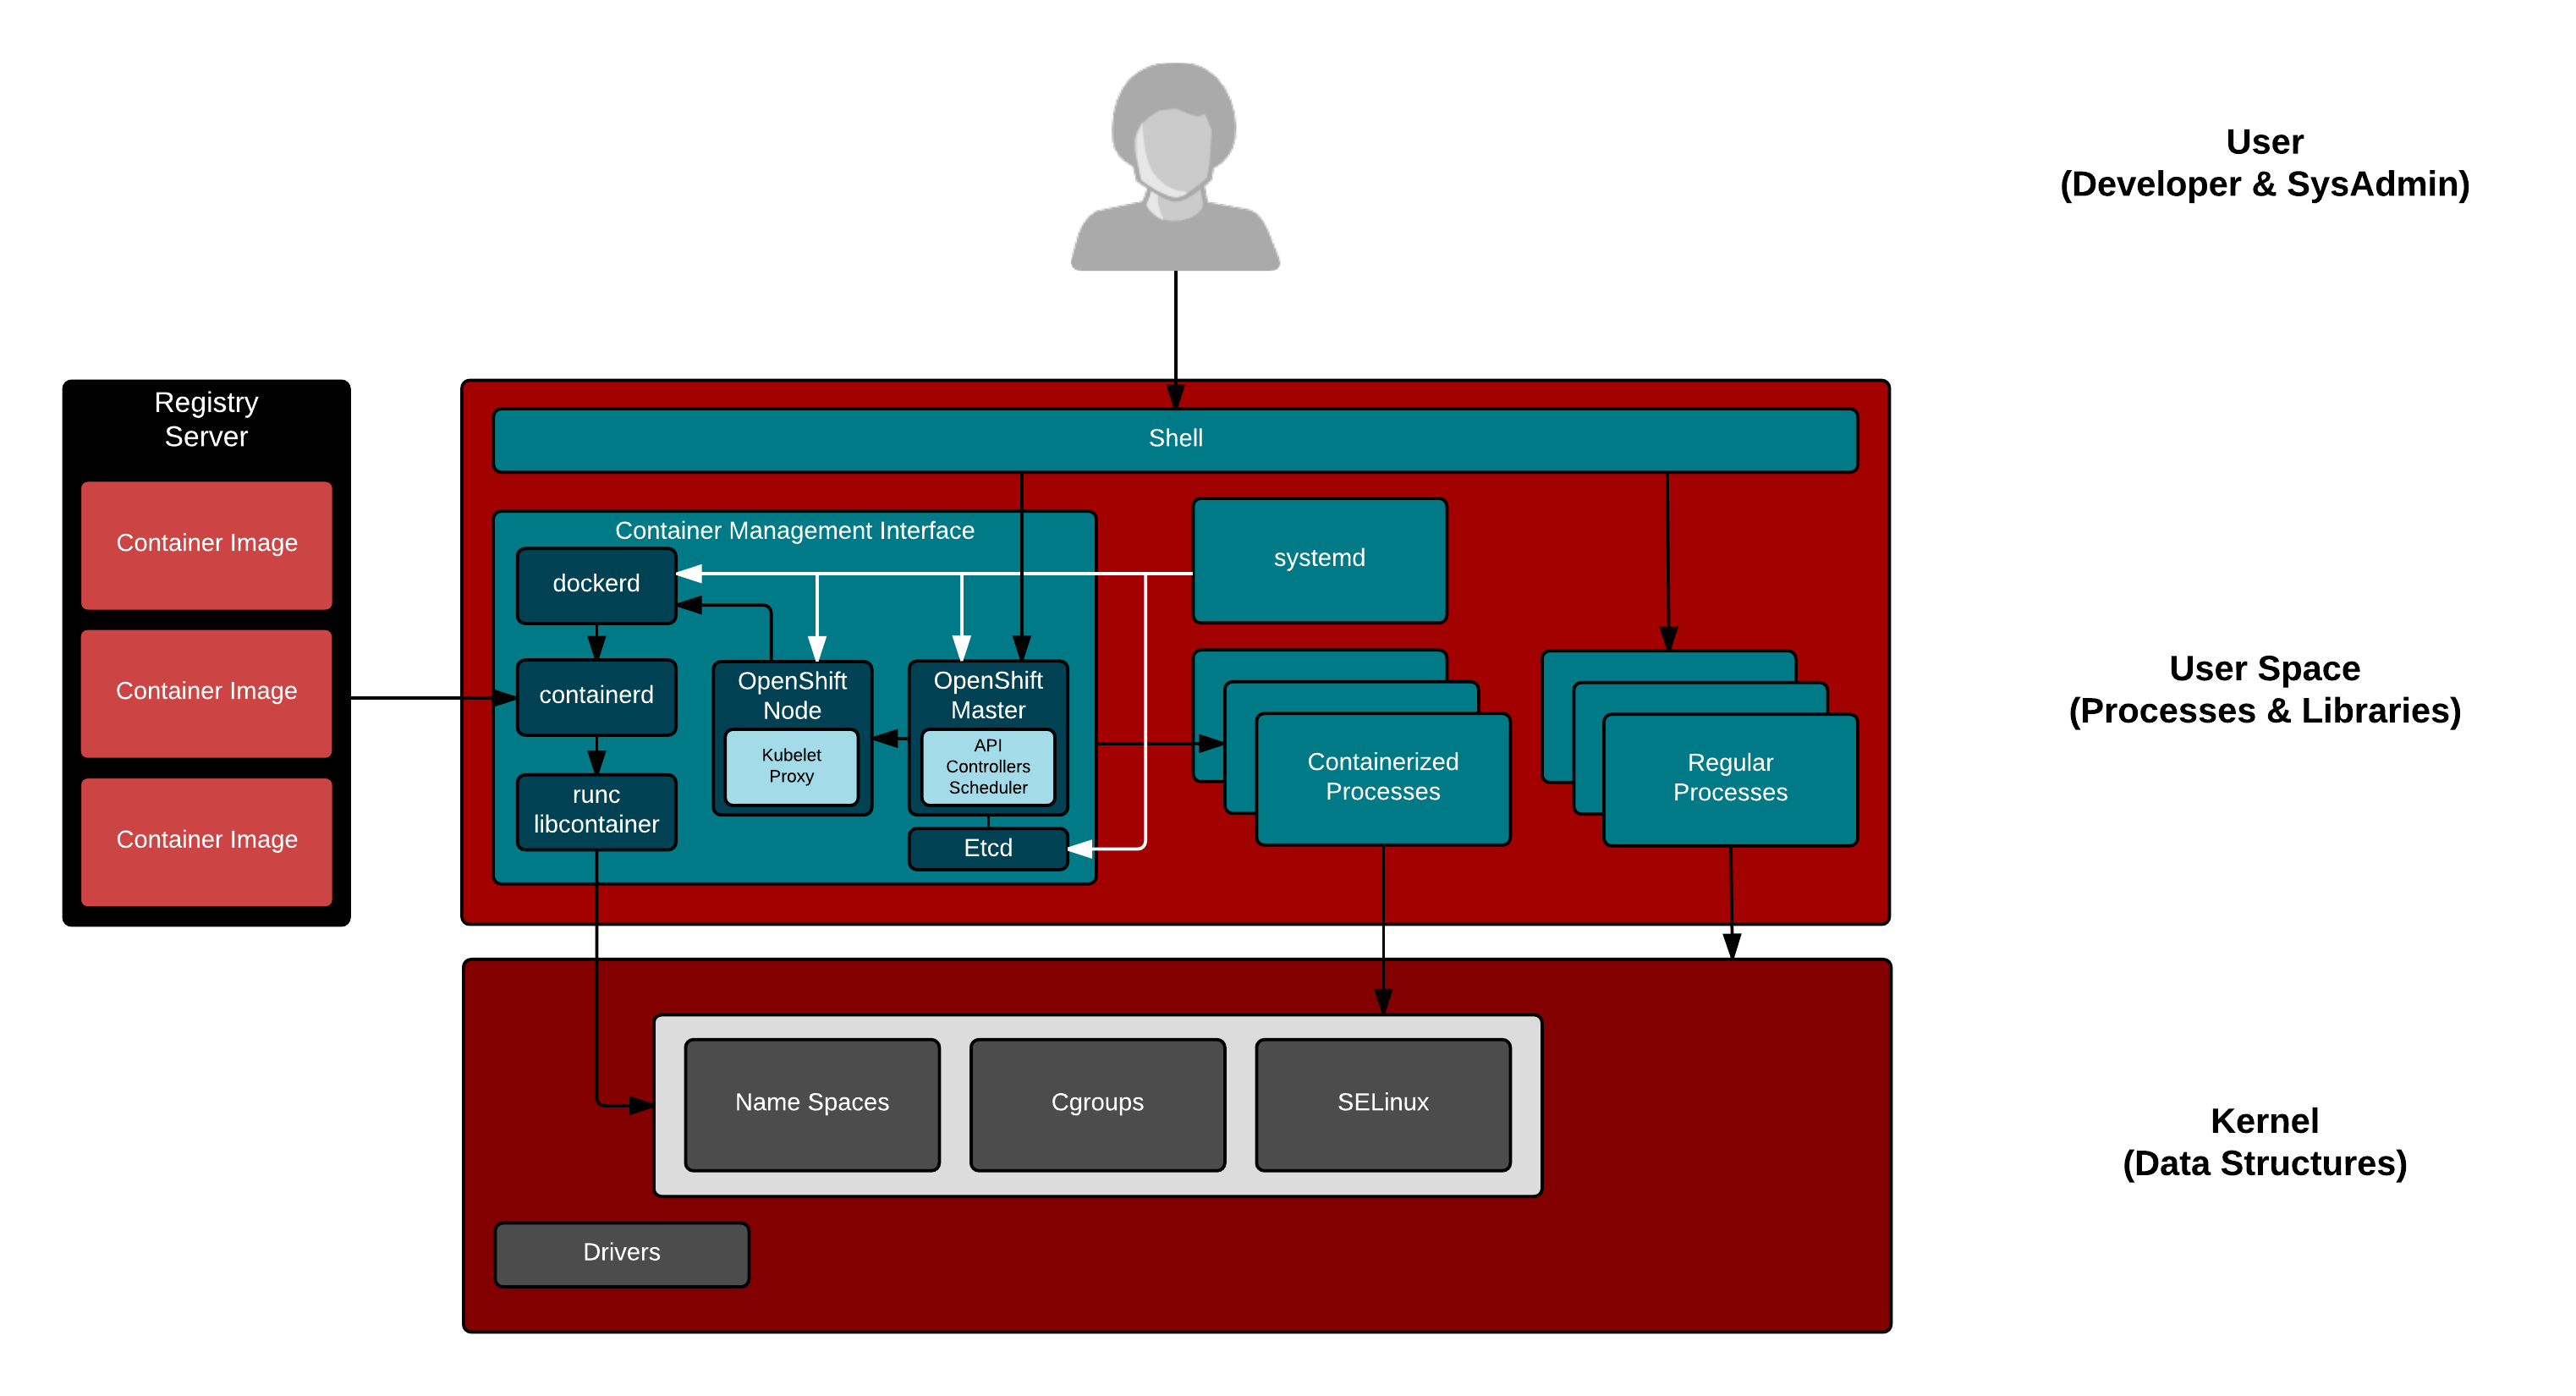 User
(Developer & SysAdmin)
Registry
Server
Container Image
Container Image
Container Image
Shell
Container Management Interface
dockerd
containerd
runc
libcontainer
OpenShift
Node
Kubelet
Proxy
OpenShift
Master
API
Controllers
Scheduler
Etcd
systemd
Containerized
Processes
Regular
Processes
User Space
(Processes & Libraries)
Name Spaces
Cgroups
SELinux
Drivers
Kernel
(Data Structures)